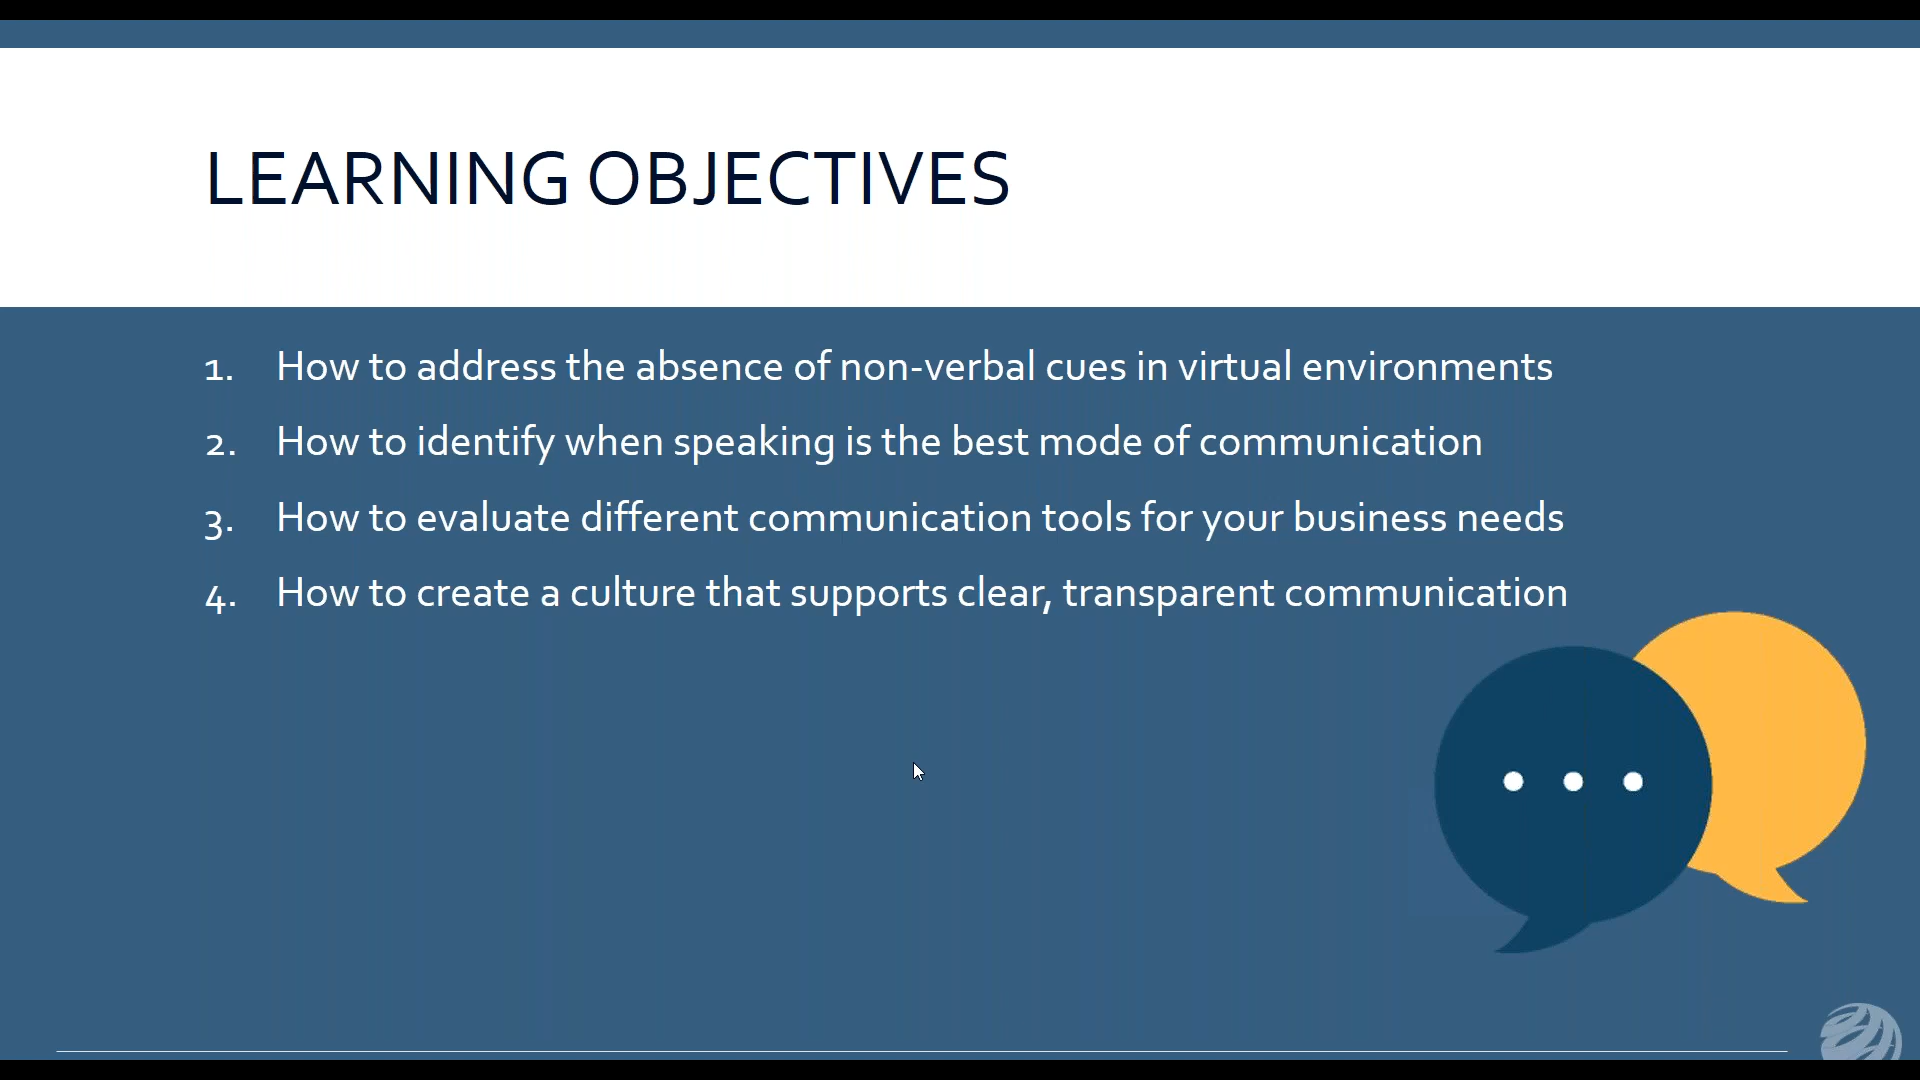 LEARNING OBJECTIVES
1. How to address the absence of non-verbal cues in virtual environments
2. How to identify when speaking is the best mode of communication
3. How to evaluate different communication tools for your business needs
4. How to create a culture that supports clear, transparent communication